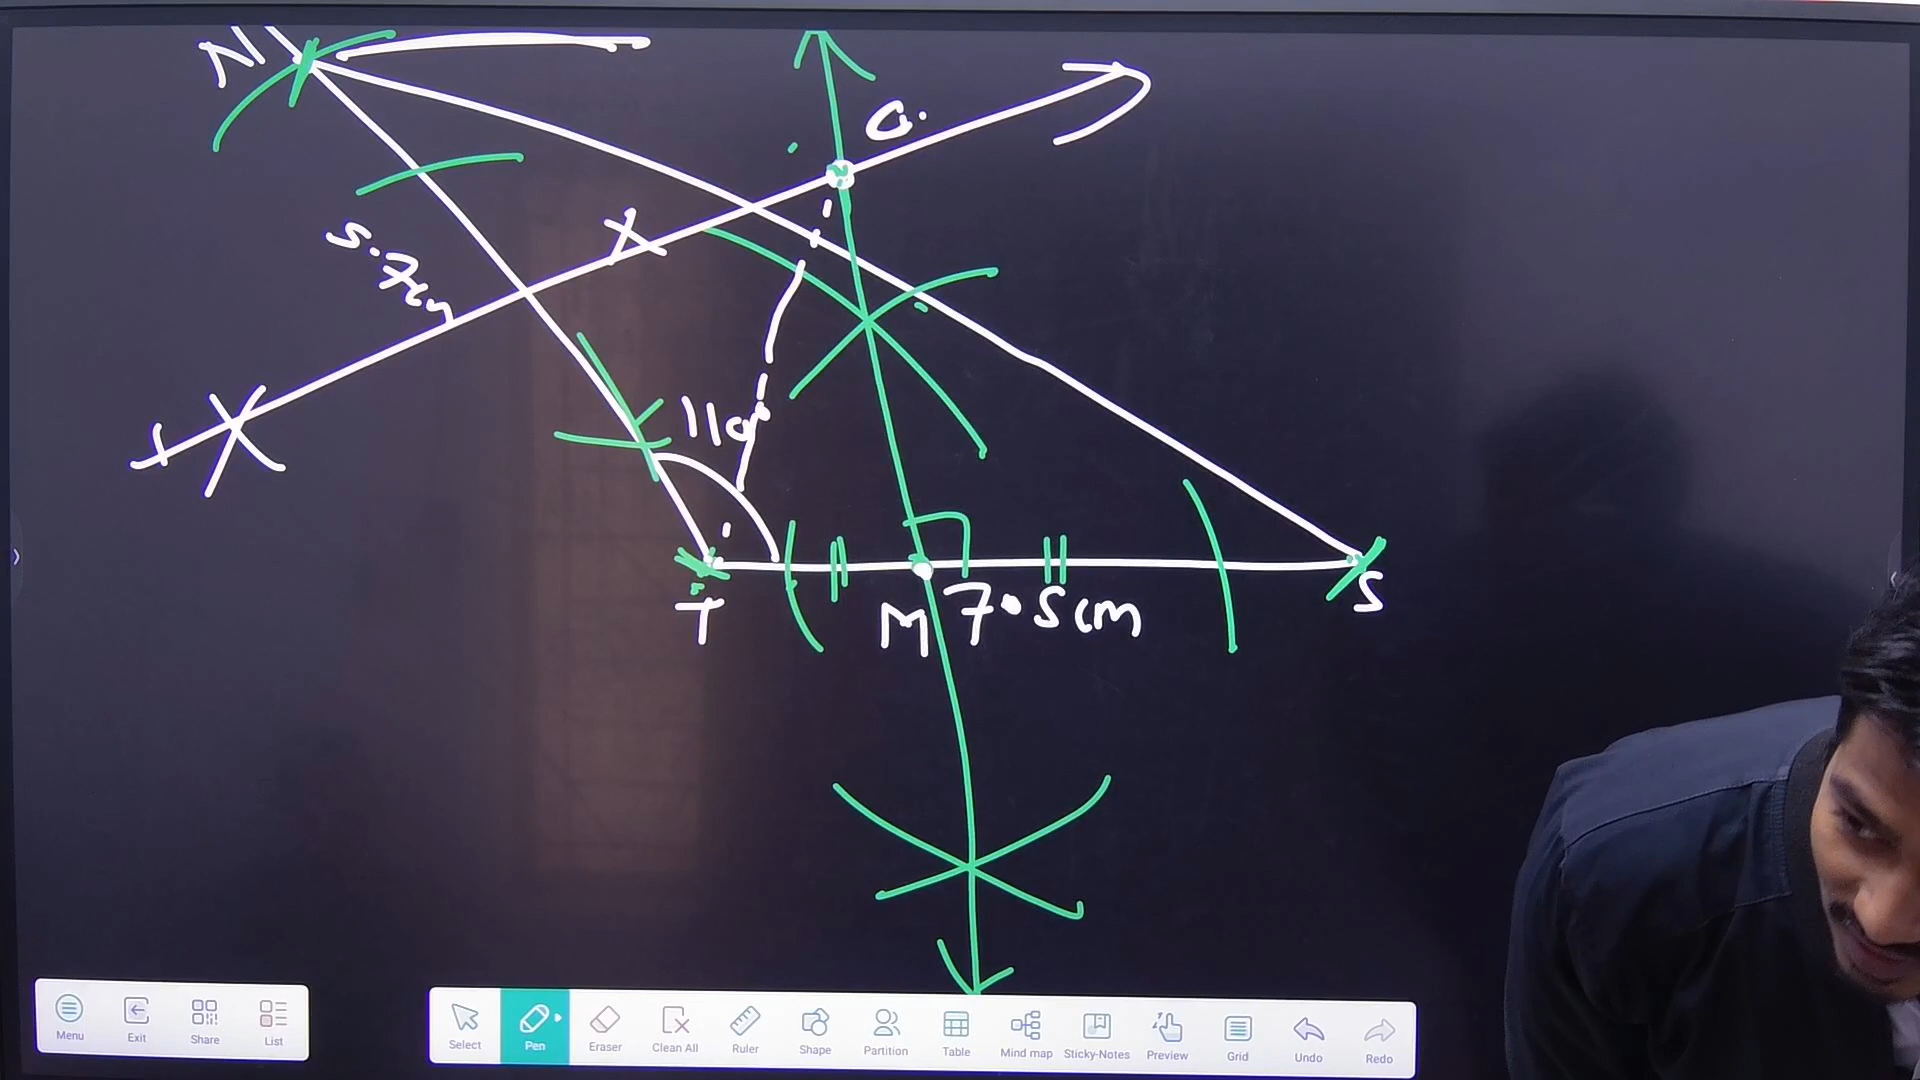 N
C.
5.7cm
110°
T
M 7.5cm
S
Menu
Exit
Share
List
Select
Pen
Eraser
Clean All
Ruler
Shape
Partition
Table
Mind map
Sticky-Notes
Preview
Grid
Undo
Redo